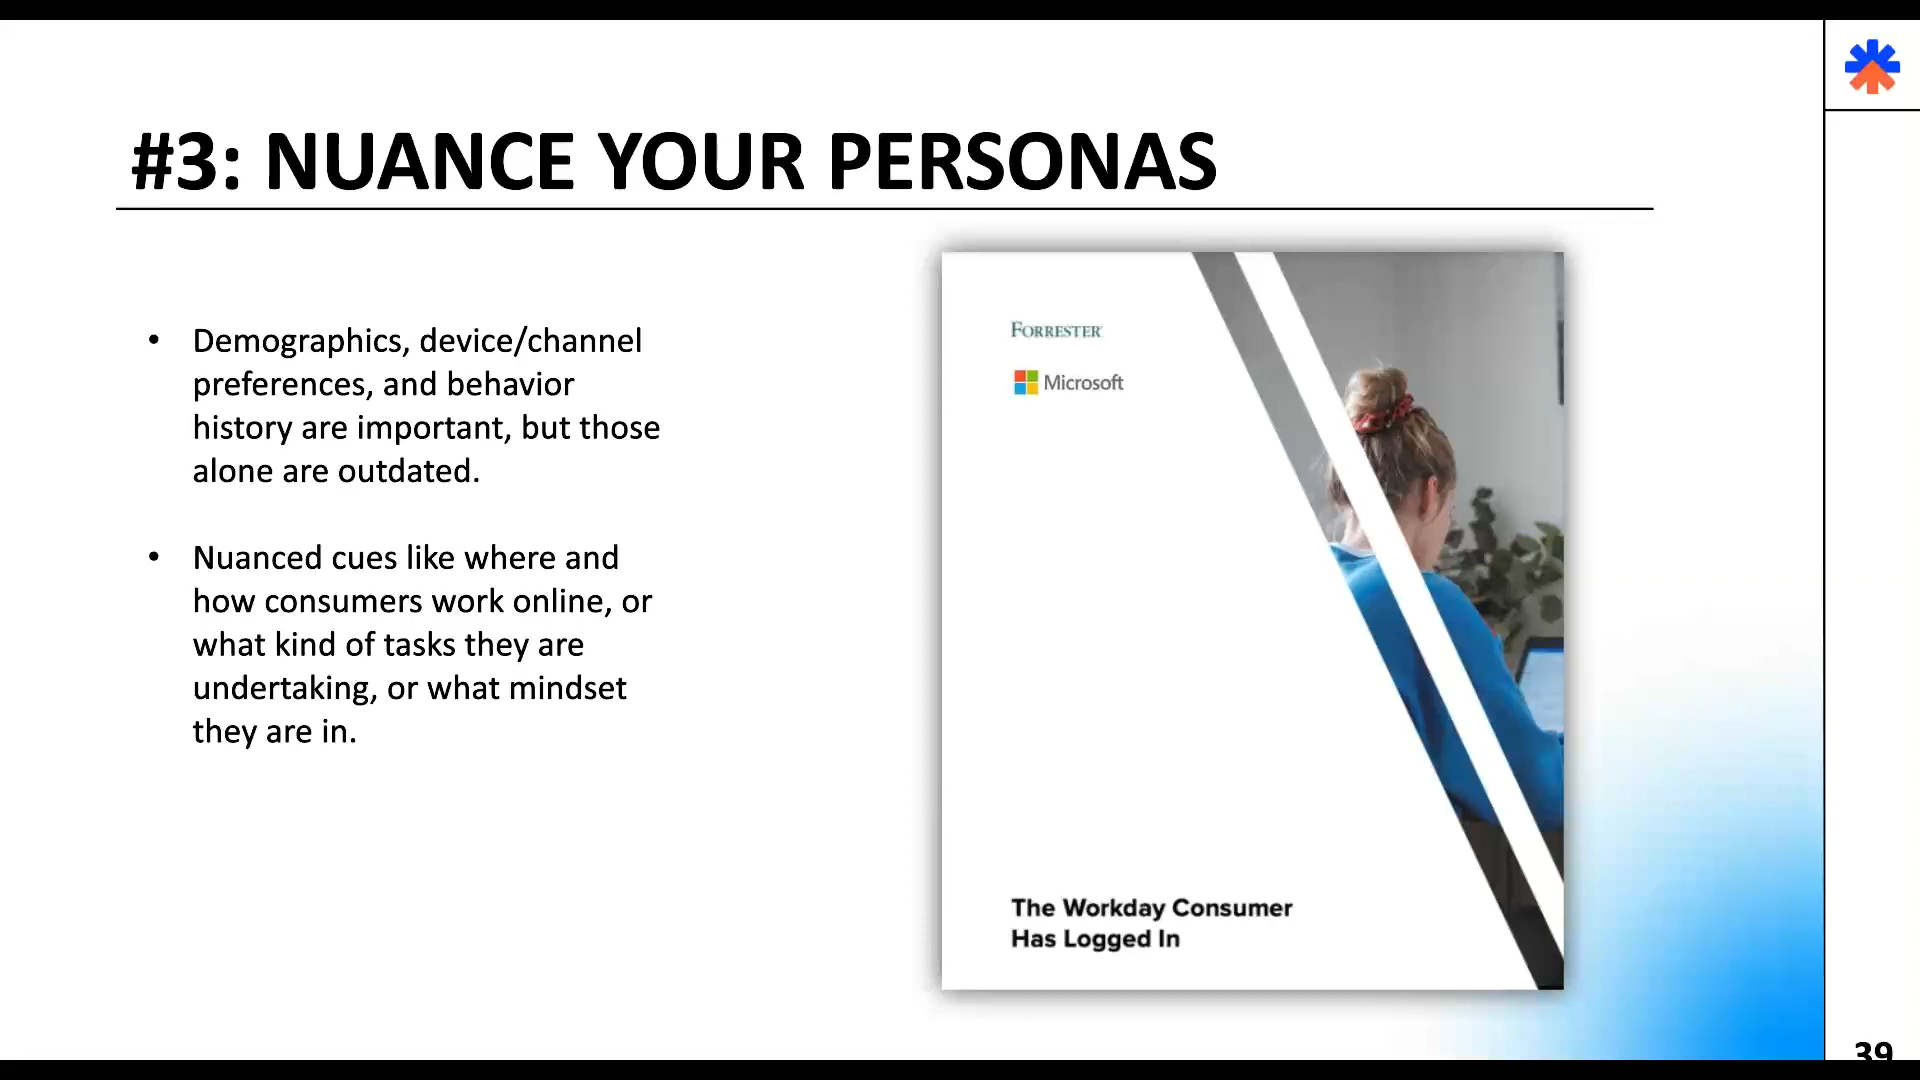 #3: NUANCE YOUR PERSONAS
• Demographics, device/channel
preferences, and behavior
history are important, but those
alone are outdated.
• Nuanced cues like where and
how consumers work online, or
what kind of tasks they are
undertaking, or what mindset
they are in.
FORRESTER
Microsoft
The Workday Consumer
Has Logged In
39